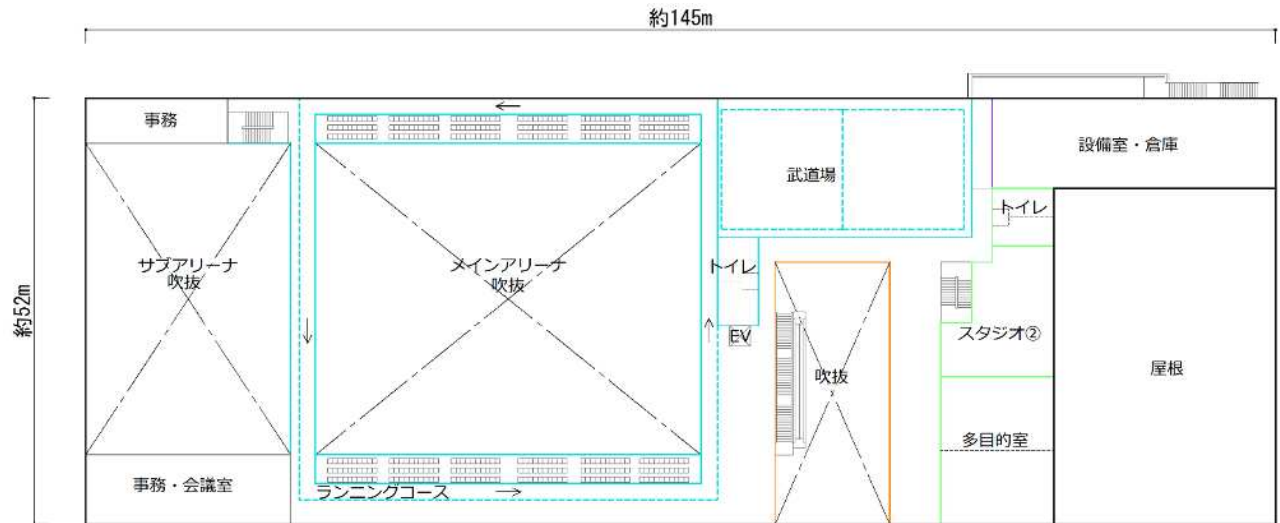 約145m
約52m
事務
サブアリーナ
吹抜
事務・会議室
メインアリーナ
吹抜
ランニングコース
武道場
トイレ
EV
吹抜
設備室・倉庫
トイレ
スタジオ②
多目的室
屋根